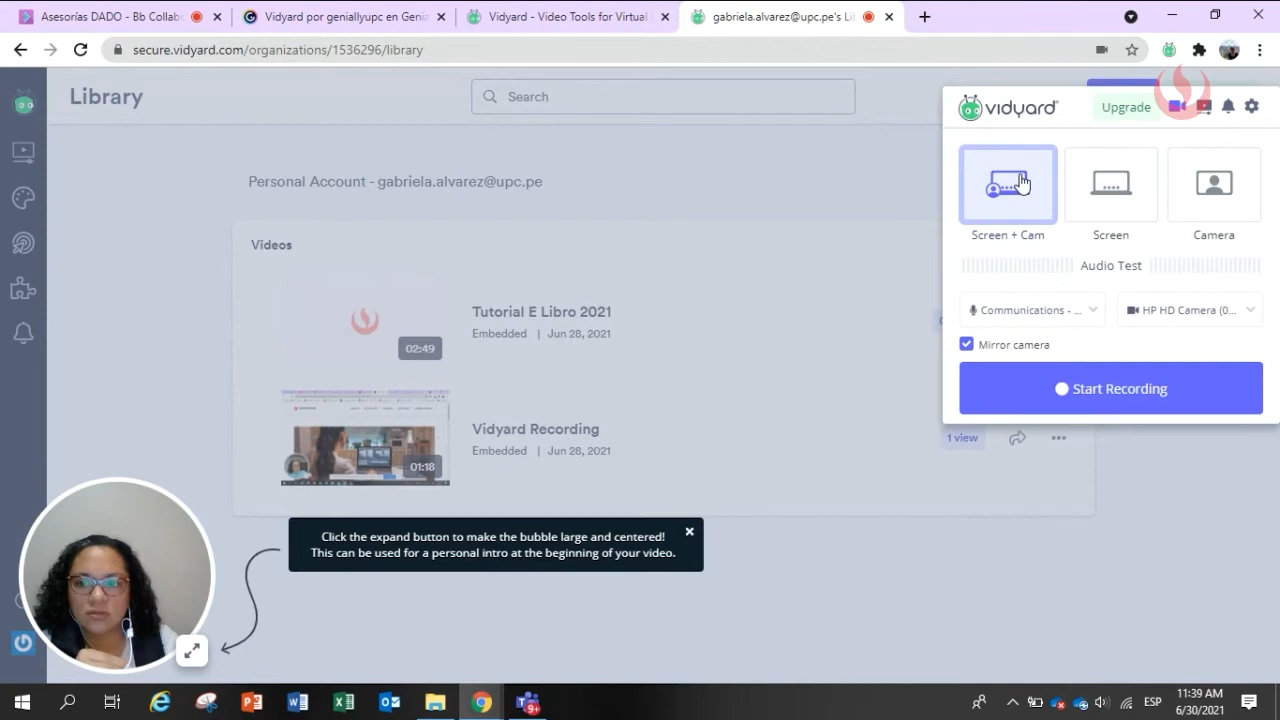 Asesorías DADO - Bb Collabo
Vidyard por geniallyupc en Genia
Vidyard - Video Tools for Virtual
gabriela.alvarez@upc.pe's Li
secure.vidyard.com/organizations/1536296/library
Library
Search
vidyard
Upgrade
Screen + Cam
Screen
Camera
Audio Test
Communications - ...
HP HD Camera (0...
Mirror camera
Start Recording
Personal Account - gabriela.alvarez@upc.pe
Videos
02:49
Tutorial E Libro 2021
Embedded | Jun 28, 2021
01:18
Vidyard Recording
Embedded | Jun 28, 2021
1 view
Click the expand button to make the bubble large and centered!
This can be used for a personal intro at the beginning of your video.
9+
ESP
11:39 AM
6/30/2021